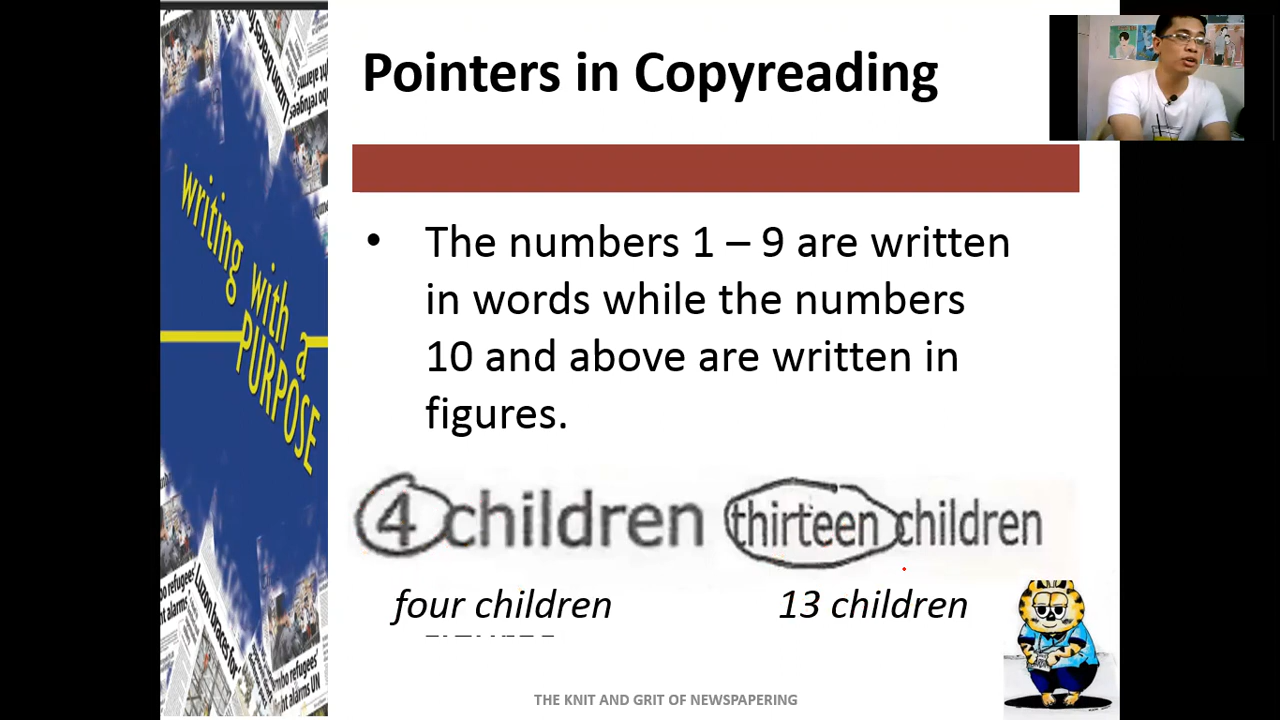 Pointers in Copyreading
writing with a
PURPOSE
• The numbers 1 – 9 are written
in words while the numbers
10 and above are written in
figures.
4 children
thirteen children
four children
13 children
THE KNIT AND GRIT OF NEWSPAPERING